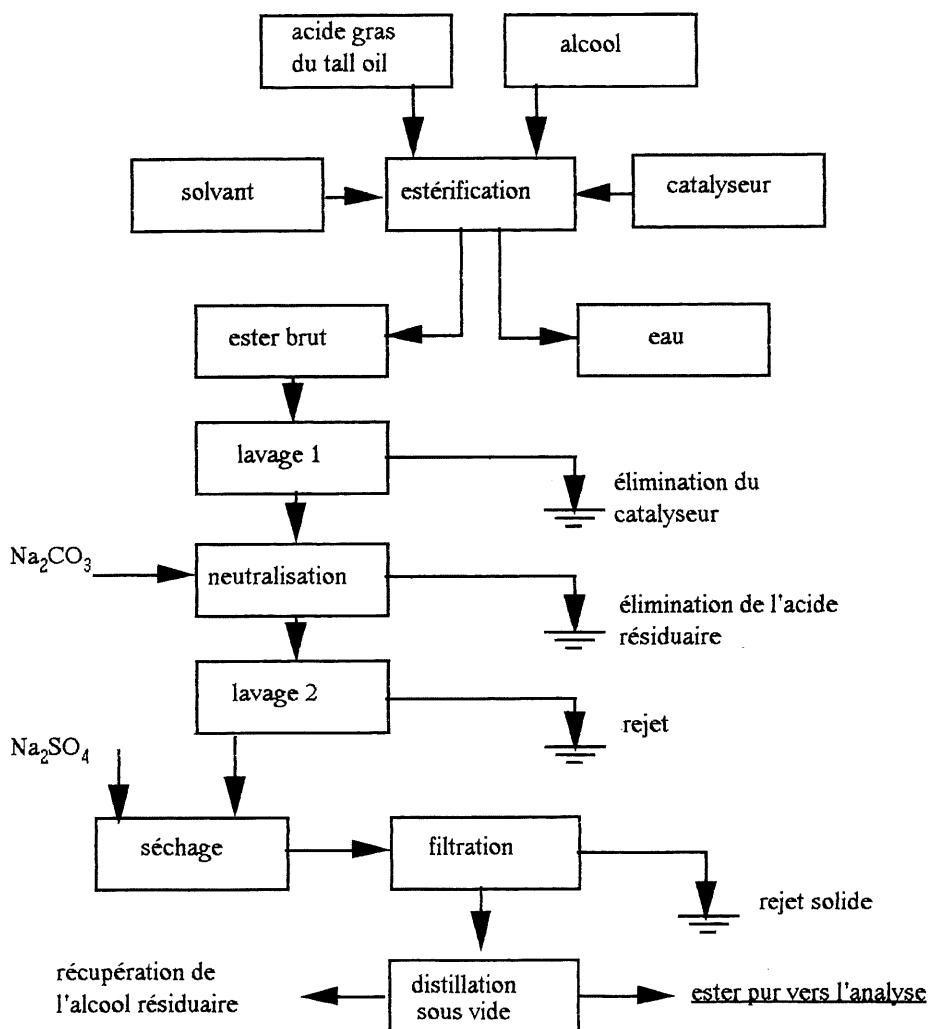 acide gras
du tall oil
alcool
solvant
estérification
catalyseur
ester brut
eau
lavage 1
élimination du
catalyseur
Na₂CO₃
neutralisation
élimination de l'acide
résiduaire
lavage 2
rejet
Na₂SO₄
séchage
filtration
rejet solide
récupération de
l'alcool résiduaire
distillation
sous vide
ester pur vers l'analyse